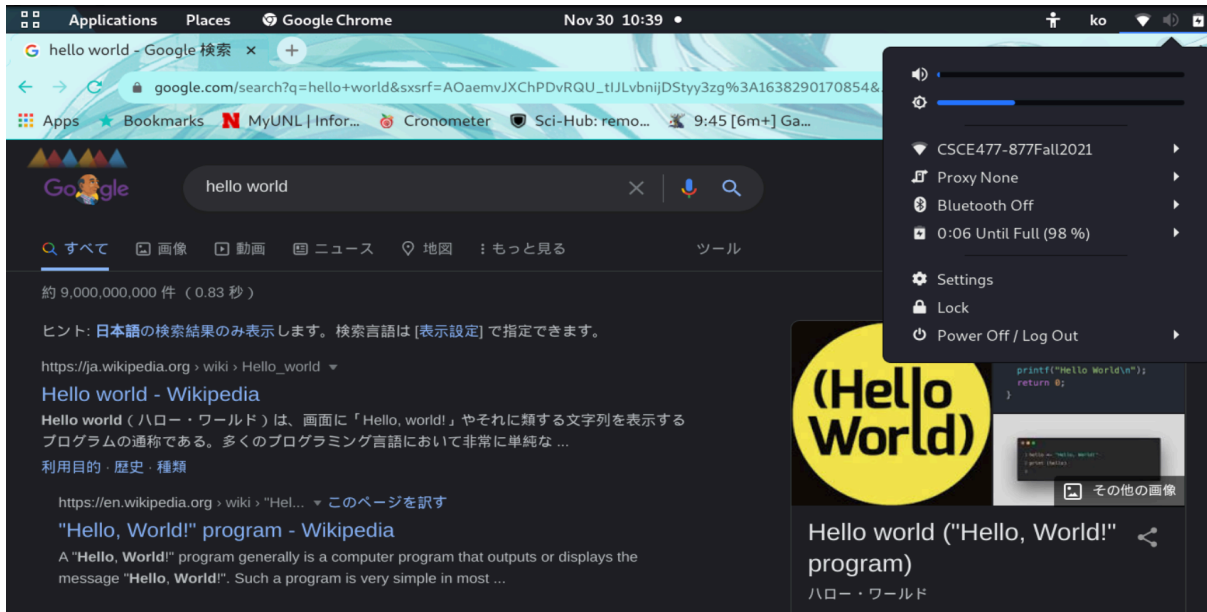 Applications Places Google Chrome Nov 30 10:39 ko
hello world - Google 検索
google.com/search?q=hello+world&sxsrf=AOaemvJXChPDvRQU_tIJLvbnijDStyy3zg%3A1638290170854&
Apps Bookmarks MyUNL | Infor... Cronometer Sci-Hub: remo... 9:45 [6m+] Ga...
CSCE477-877Fall2021
Proxy None
Bluetooth Off
0:06 Until Full (98 %)
Settings
Lock
Power Off / Log Out
Google
hello world
すべて 画像 動画 ニュース 地図 もっと見る ツール
約 9,000,000,000 件 （0.83 秒）
ヒント: 日本語の検索結果のみ表示します。検索言語は [表示設定] で指定できます。
https://ja.wikipedia.org › wiki › Hello_world
Hello world - Wikipedia
Hello world（ハロー・ワールド）は、画面に「Hello, world!」やそれに類する文字列を表示する
プログラムの通称である。多くのプログラミング言語において非常に単純な ...
利用目的 · 歴史 · 種類
https://en.wikipedia.org › wiki › "Hel... このページを訳す
"Hello, World!" program - Wikipedia
A "Hello, World!" program generally is a computer program that outputs or displays the
message "Hello, World!". Such a program is very simple in most ...
(Hello
World)
printf("Hello World\n");
return 0;
}
その他の画像
Hello world ("Hello, World!"
program)
ハロー・ワールド